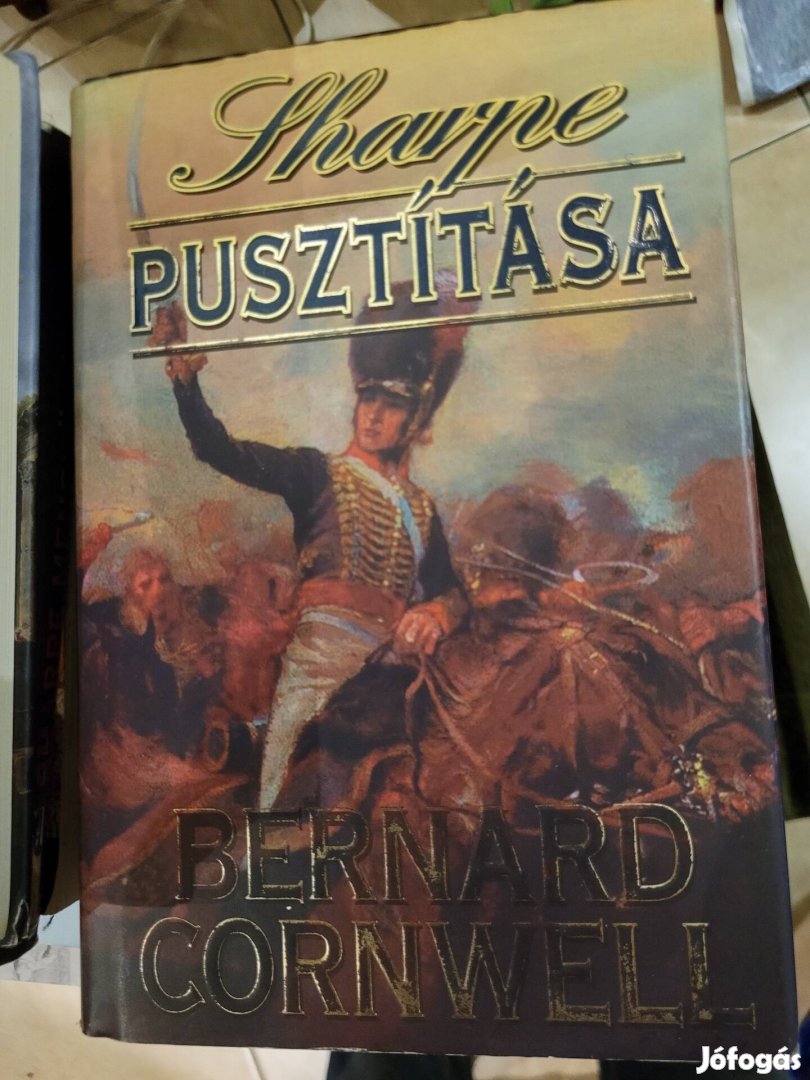 Sharpe
PUSZTÍTÁSA
BERNARD
CORNWELL
Jófogás